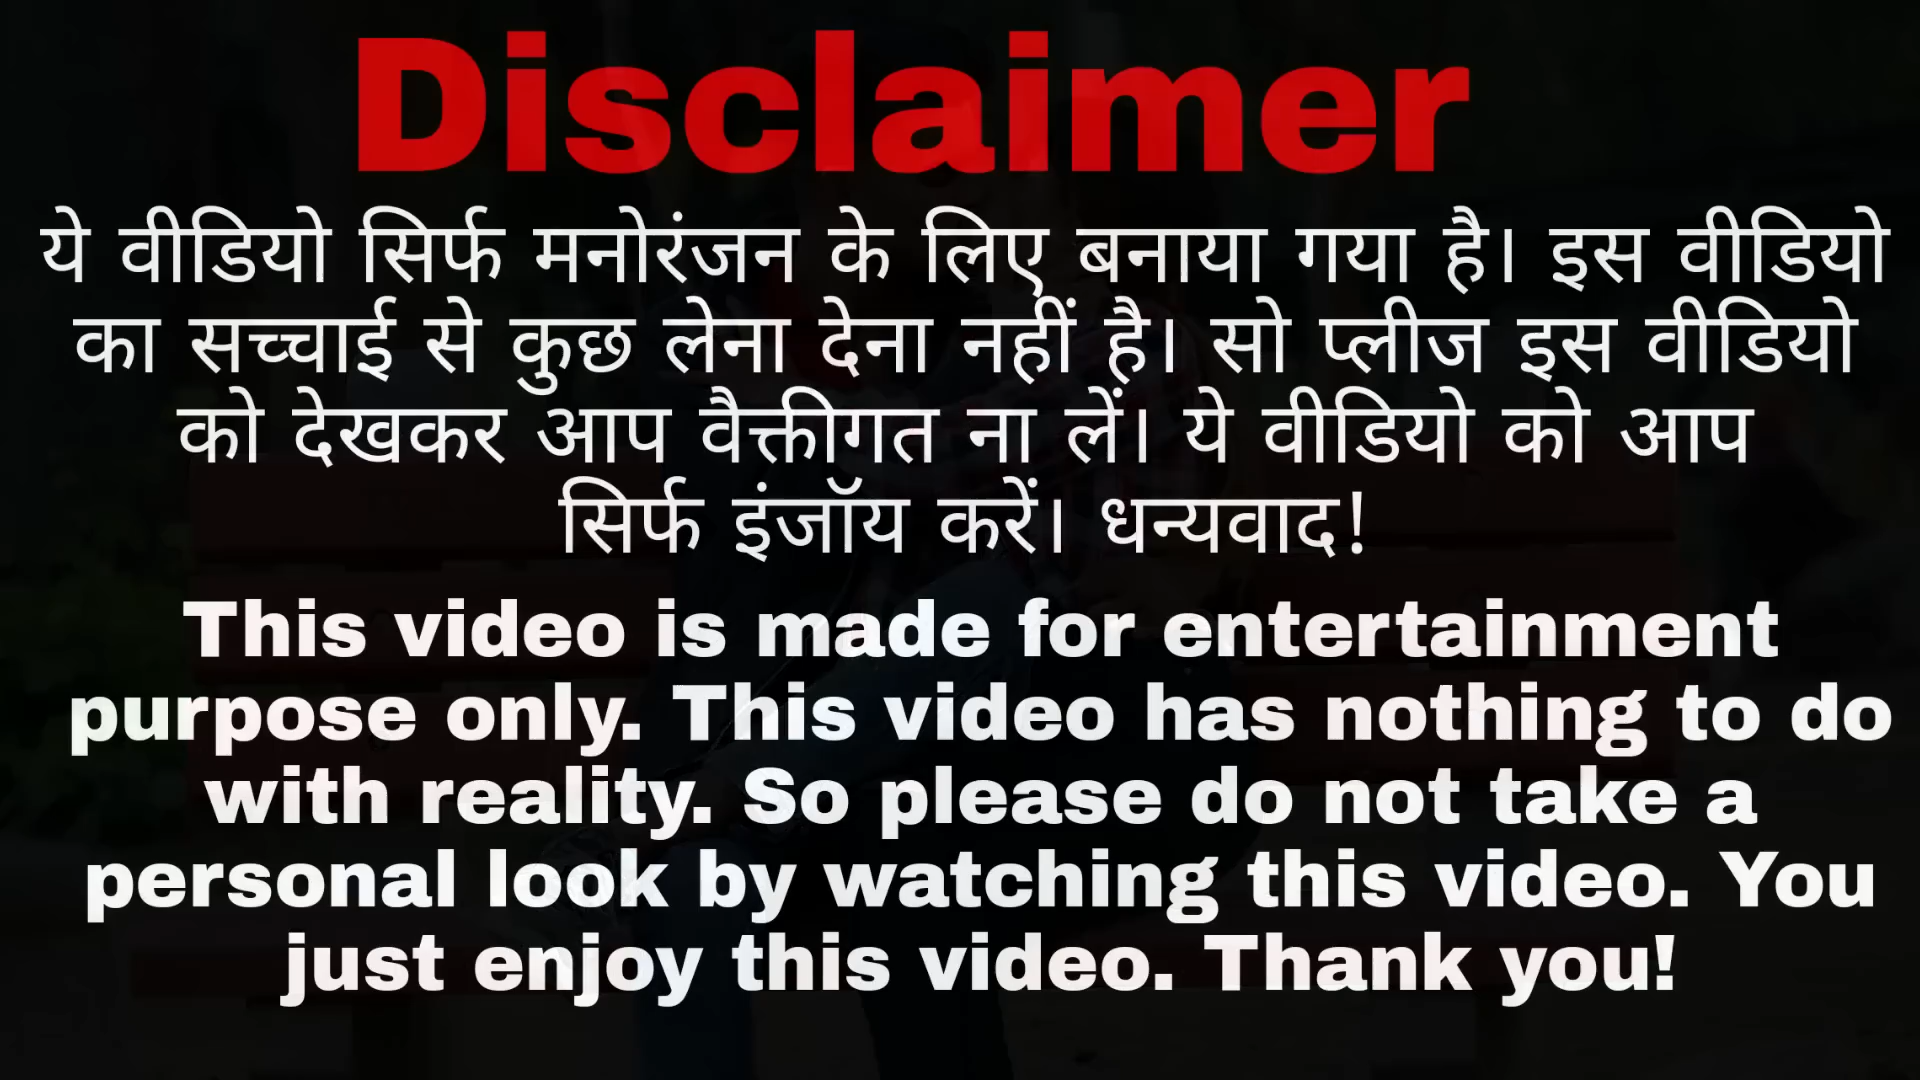 Disclaimer
ये वीडियो सिर्फ मनोरंजन के लिए बनाया गया है। इस वीडियो
का सच्चाई से कुछ लेना देना नहीं है। सो प्लीज इस वीडियो
को देखकर आप वैक्तीगत ना लें। ये वीडियो को आप
सिर्फ इंजॉय करें। धन्यवाद!
This video is made for entertainment
purpose only. This video has nothing to do
with reality. So please do not take a
personal look by watching this video. You
just enjoy this video. Thank you!